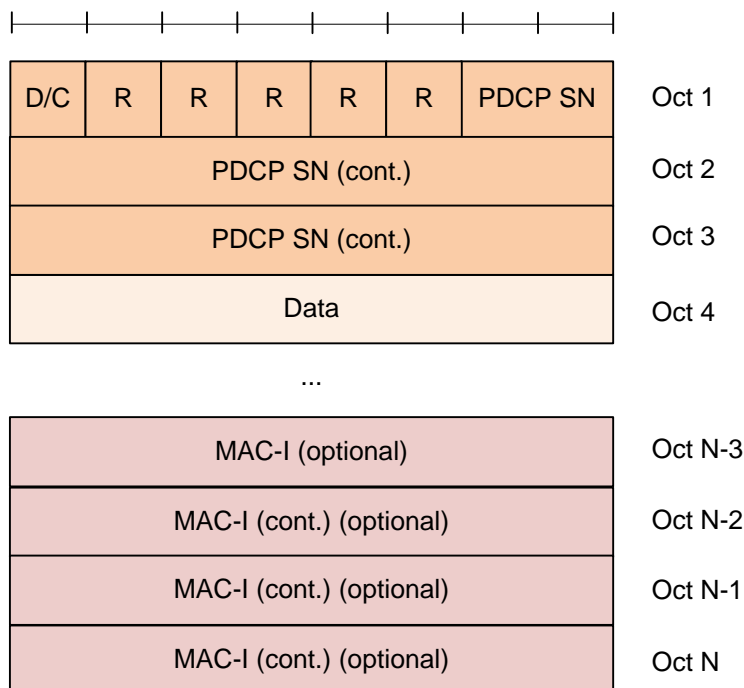 D/C R R R R R PDCP SN Oct 1
PDCP SN (cont.) Oct 2
PDCP SN (cont.) Oct 3
Data Oct 4
...
MAC-I (optional) Oct N-3
MAC-I (cont.) (optional) Oct N-2
MAC-I (cont.) (optional) Oct N-1
MAC-I (cont.) (optional) Oct N